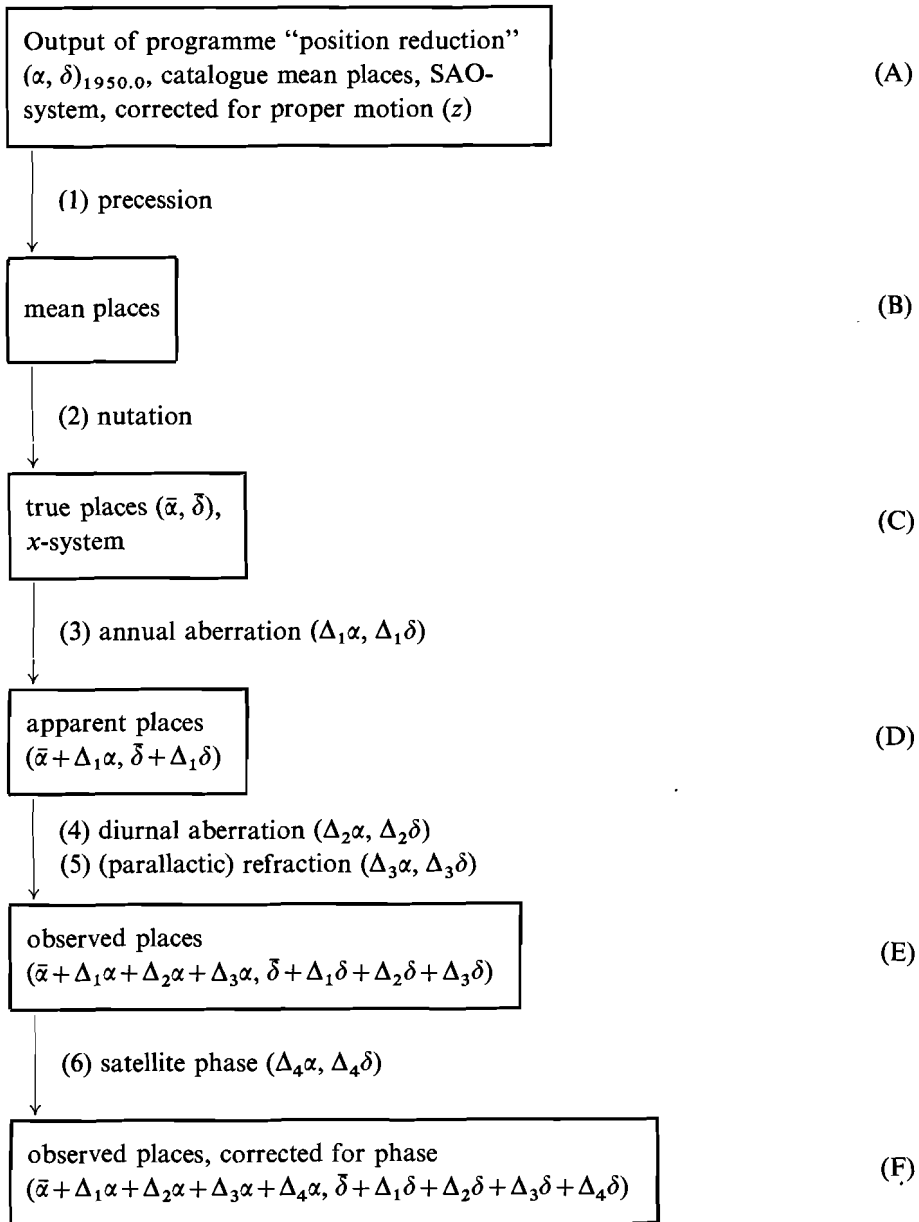 Output of programme “position reduction”
(α, δ)₁₉₅₀.₀, catalogue mean places, SAO-
system, corrected for proper motion (z)
(A)
(1) precession
mean places
(B)
(2) nutation
true places (ᾱ, δ̄),
x-system
(C)
(3) annual aberration (Δ₁α, Δ₁δ)
apparent places
(ᾱ+Δ₁α, δ̄+Δ₁δ)
(D)
(4) diurnal aberration (Δ₂α, Δ₂δ)
(5) (parallactic) refraction (Δ₃α, Δ₃δ)
observed places
(ᾱ+Δ₁α+Δ₂α+Δ₃α, δ̄+Δ₁δ+Δ₂δ+Δ₃δ)
(E)
(6) satellite phase (Δ₄α, Δ₄δ)
observed places, corrected for phase
(ᾱ+Δ₁α+Δ₂α+Δ₃α+Δ₄α, δ̄+Δ₁δ+Δ₂δ+Δ₃δ+Δ₄δ)
(F)